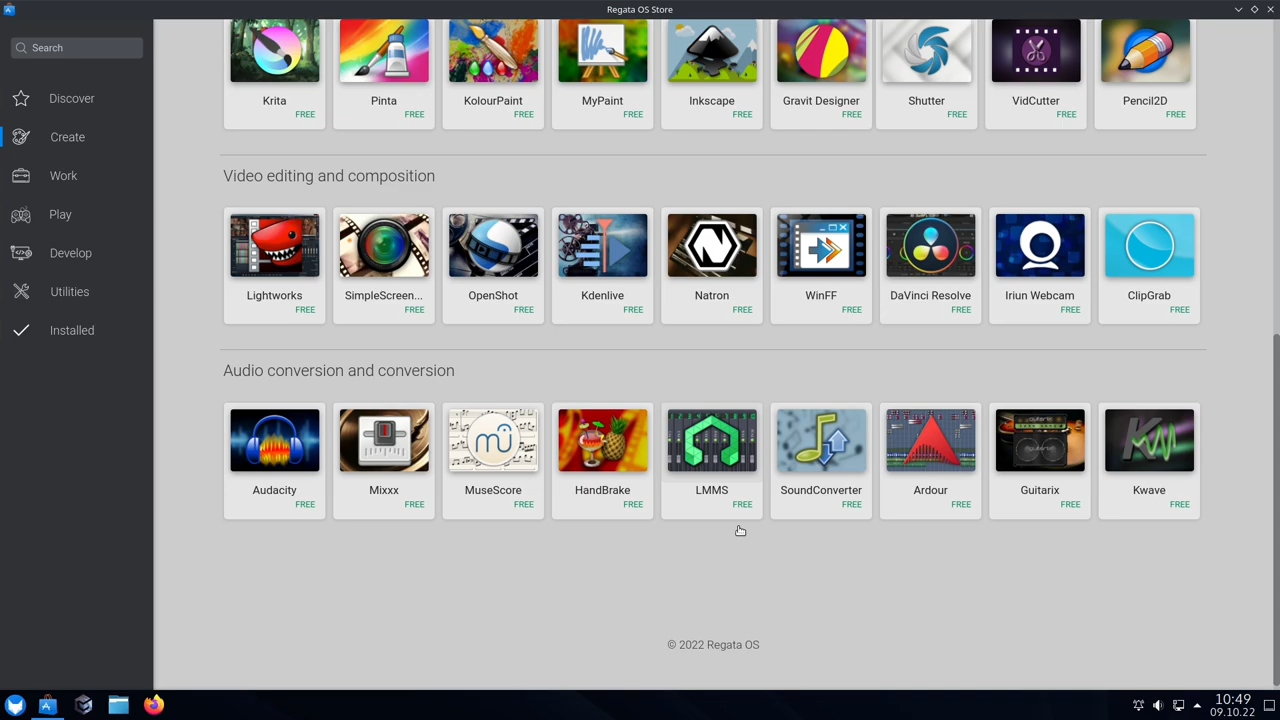 Regata OS Store
Search
Discover
Create
Work
Play
Develop
Utilities
Installed
Krita
FREE
Pinta
FREE
KolourPaint
FREE
MyPaint
FREE
Inkscape
FREE
Gravit Designer
FREE
Shutter
FREE
VidCutter
FREE
Pencil2D
FREE
Video editing and composition
Lightworks
FREE
SimpleScreen...
FREE
OpenShot
FREE
Kdenlive
FREE
Natron
FREE
WinFF
FREE
DaVinci Resolve
FREE
Iriun Webcam
FREE
ClipGrab
FREE
Audio conversion and conversion
Audacity
FREE
Mixxx
FREE
MuseScore
FREE
HandBrake
FREE
LMMS
FREE
SoundConverter
FREE
Ardour
FREE
Guitarix
FREE
Kwave
FREE
© 2022 Regata OS
10:49
09.10.22